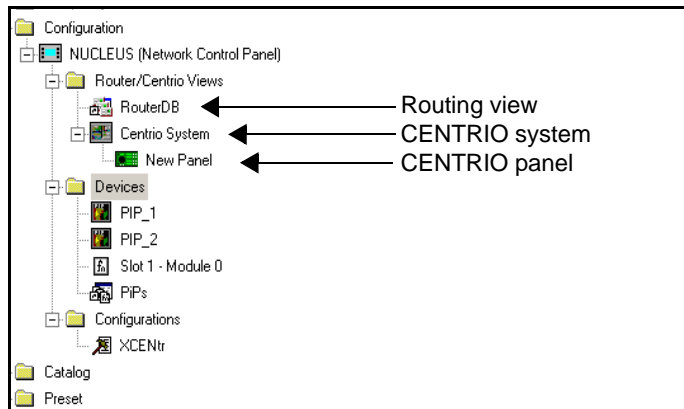 Configuration
NUCLEUS (Network Control Panel)
Router/Centrio Views
RouterDB Routing view
Centrio System CENTRIO system
New Panel CENTRIO panel
Devices
PIP_1
PIP_2
Slot 1 - Module 0
PiPs
Configurations
XCENtr
Catalog
Preset